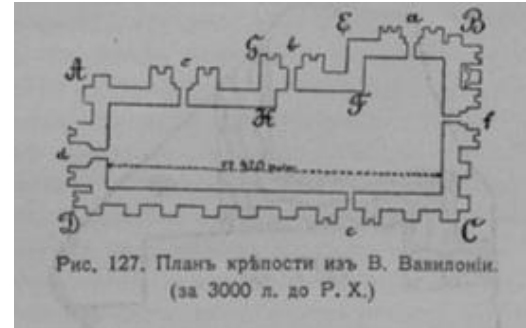 E a B
A c G b
H F f
d
D e C
Рис. 127. Планъ крѣпости изъ В. Вавилоніи.
(за 3000 л. до Р. Х.)